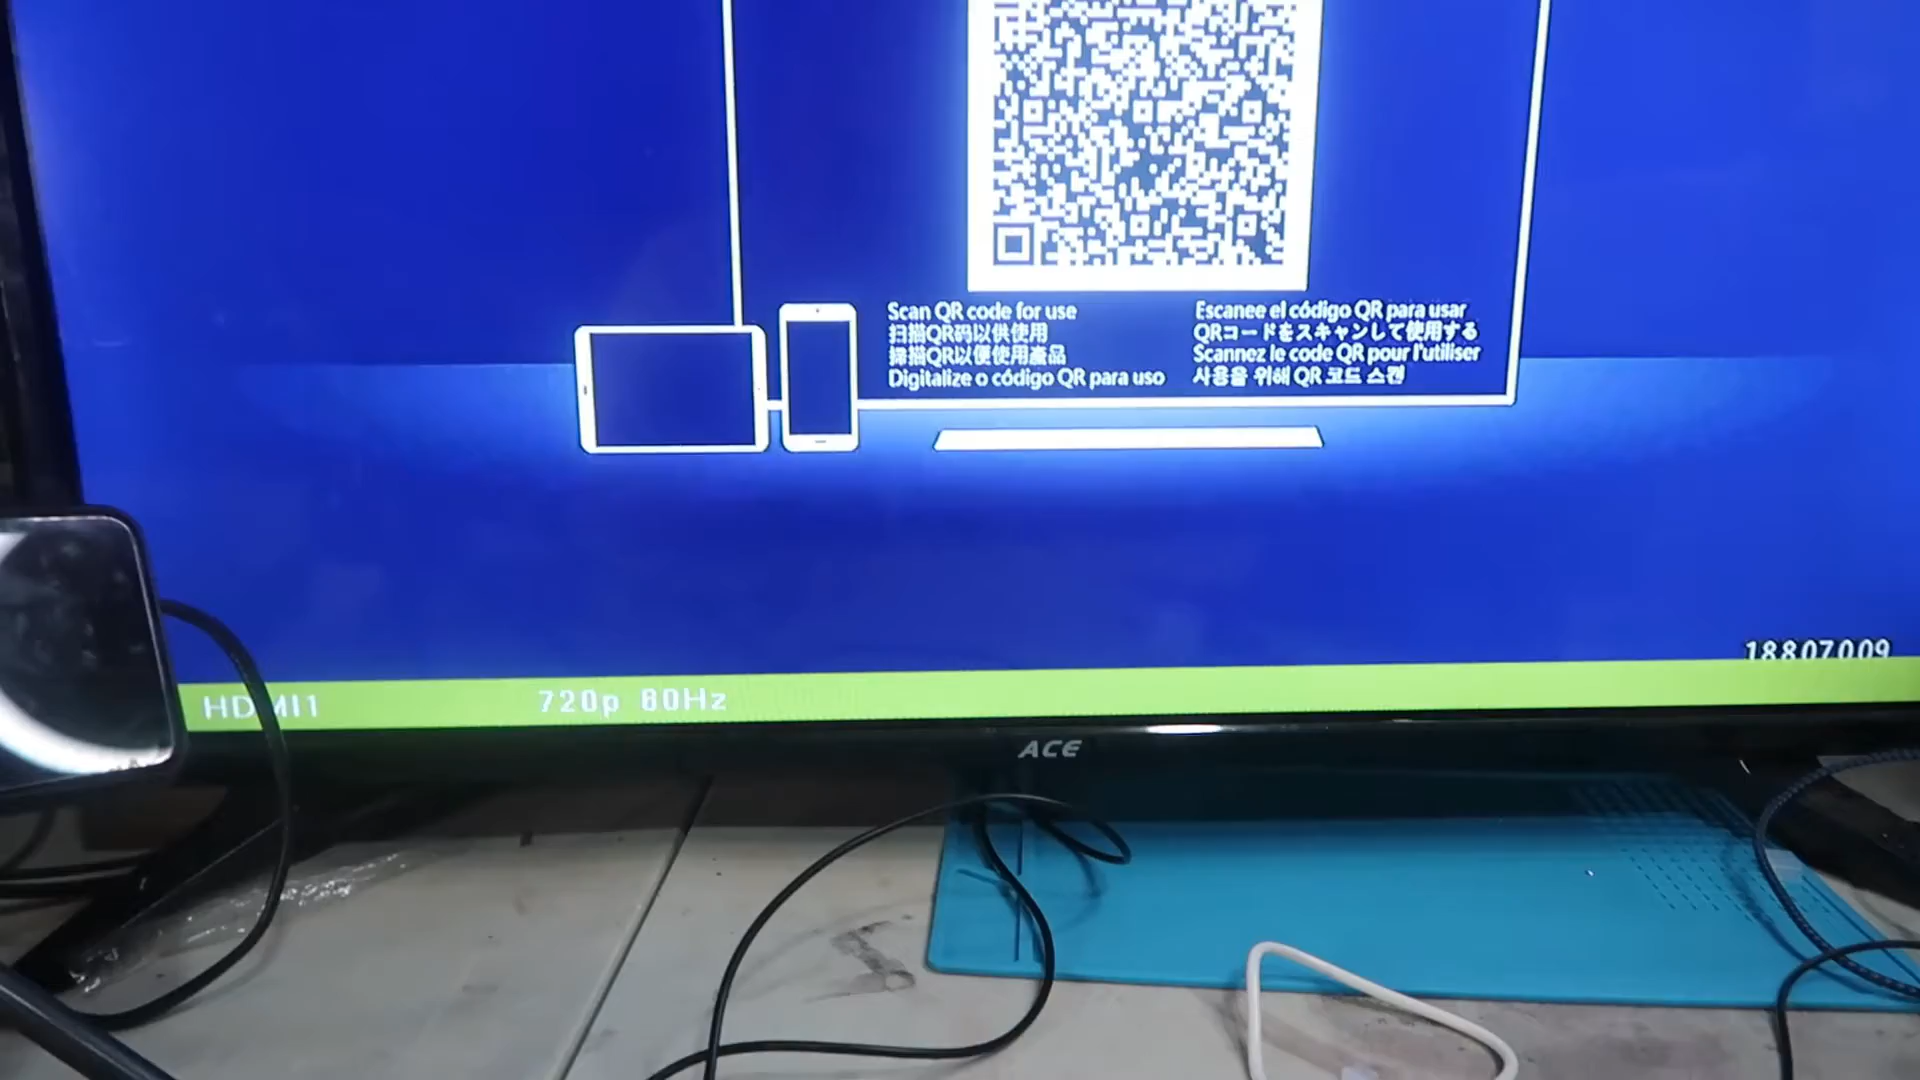 Scan QR code for use
扫描QR码以供使用
掃描QR以便使用產品
Digitalize o código QR para uso
Escanee el código QR para usar
QRコードをスキャンして使用する
Scannez le code QR pour l'utiliser
사용을 위해 QR 코드 스캔
18807009
HDMI1
720p 60Hz
ACE